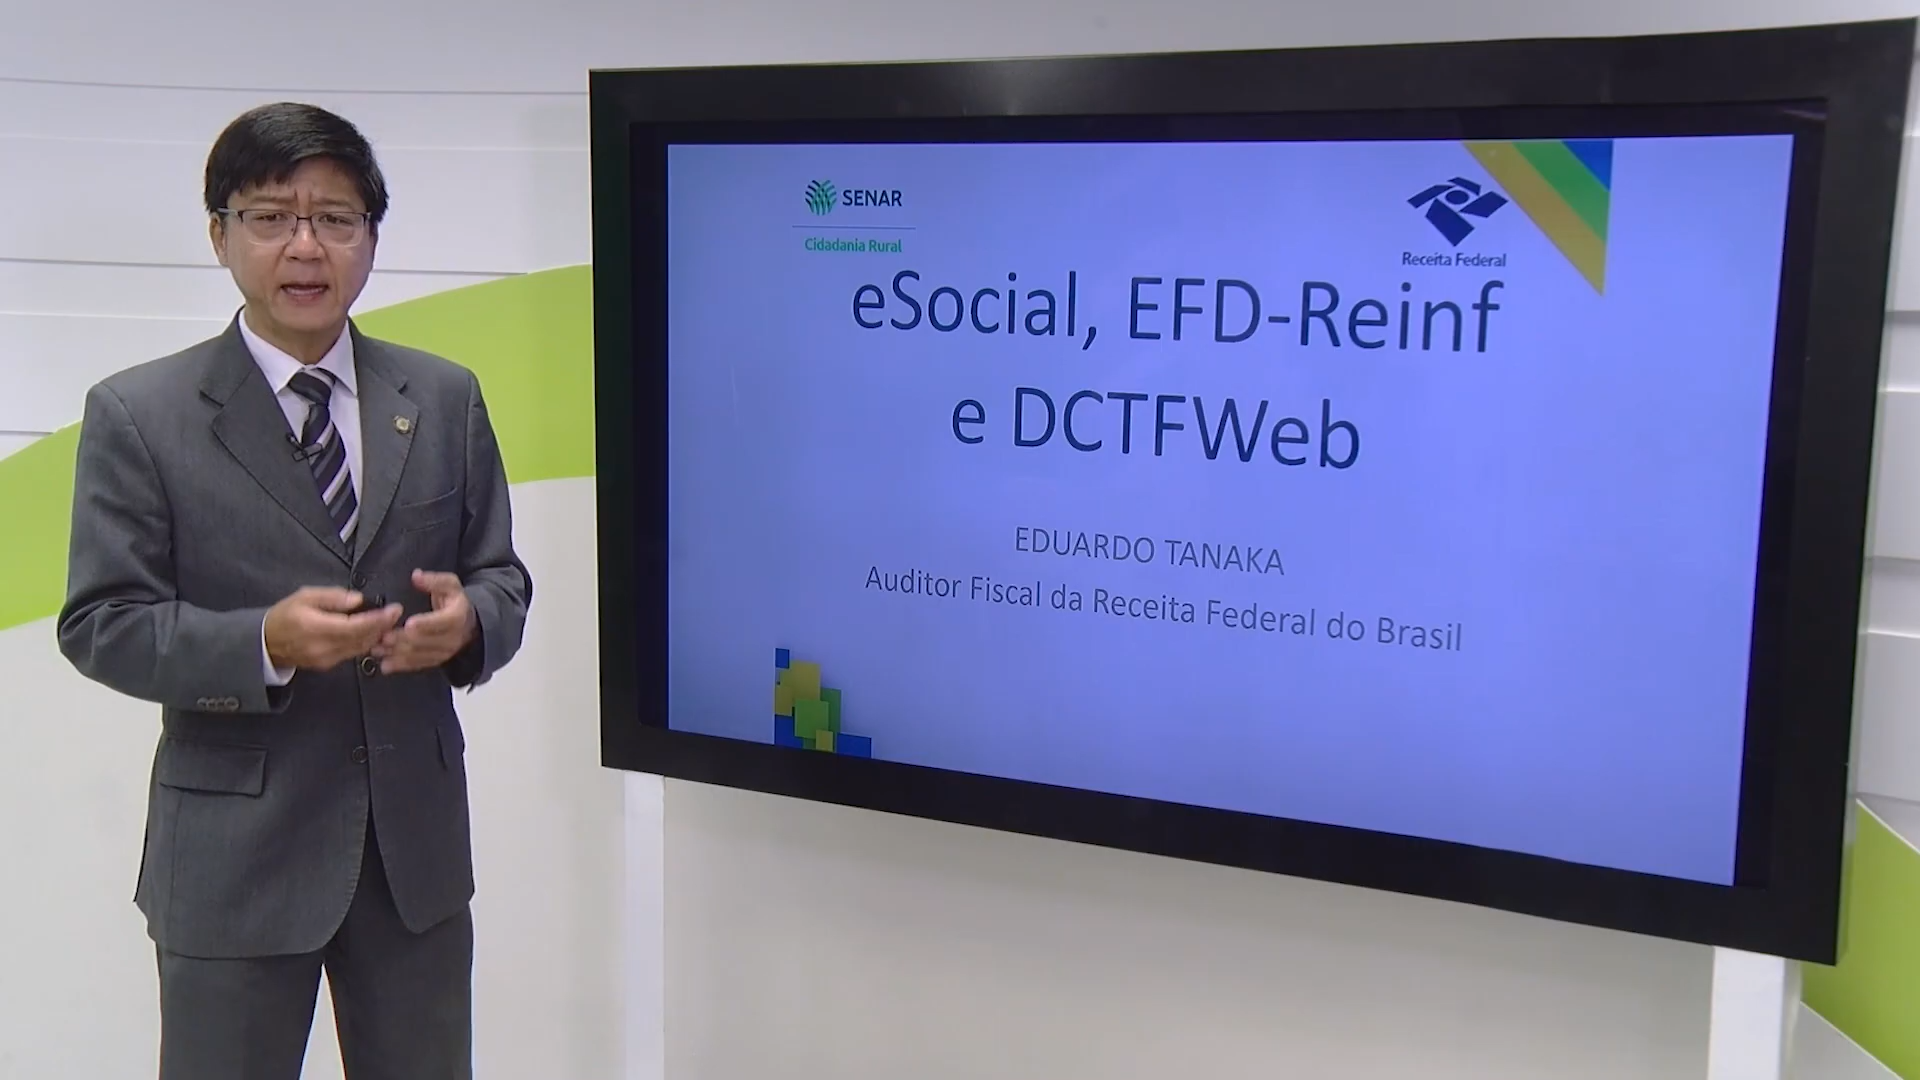 SENAR
Cidadania Rural
Receita Federal
eSocial, EFD-Reinf
e DCTFWeb
EDUARDO TANAKA
Auditor Fiscal da Receita Federal do Brasil